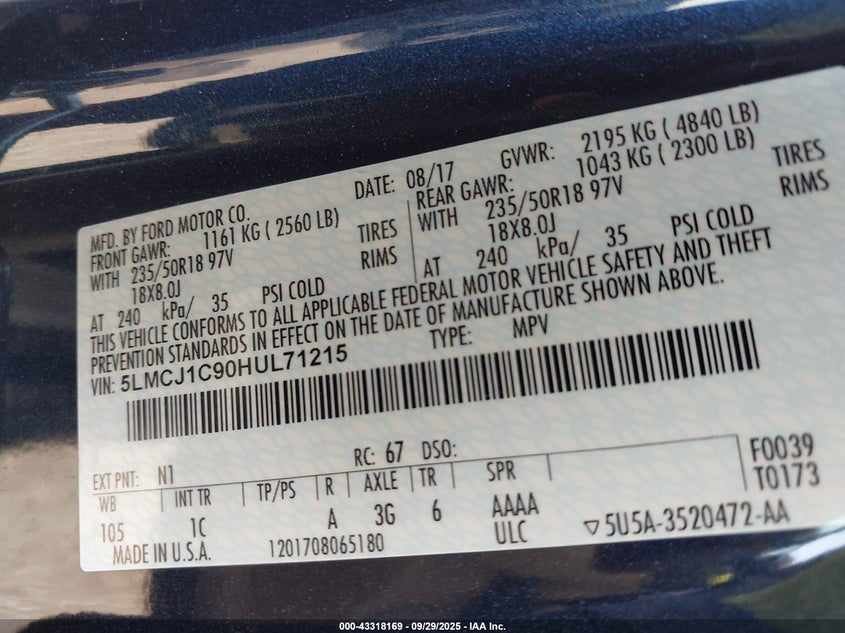 MFD. BY FORD MOTOR CO.
DATE: 08/17
GVWR: 2195 KG ( 4840 LB)
FRONT GAWR: 1161 KG ( 2560 LB)
REAR GAWR: 1043 KG ( 2300 LB)
WITH 235/50R18 97V TIRES
WITH 235/50R18 97V TIRES
18X8.0J RIMS
18X8.0J RIMS
AT 240 kPa/ 35 PSI COLD
AT 240 kPa/ 35 PSI COLD
THIS VEHICLE CONFORMS TO ALL APPLICABLE FEDERAL MOTOR VEHICLE SAFETY AND THEFT
PREVENTION STANDARDS IN EFFECT ON THE DATE OF MANUFACTURE SHOWN ABOVE.
VIN: 5LMCJ1C90HUL71215
TYPE: MPV
EXT PNT: N1 RC: 67 DSO:
F0039
T0173
WB INT TR TP/PS R AXLE TR SPR
105 1C A 3G 6 AAAA
ULC
MADE IN U.S.A. 1201708065180
▽5U5A-3520472-AA
000-43318169 - 09/29/2025 - IAA Inc.